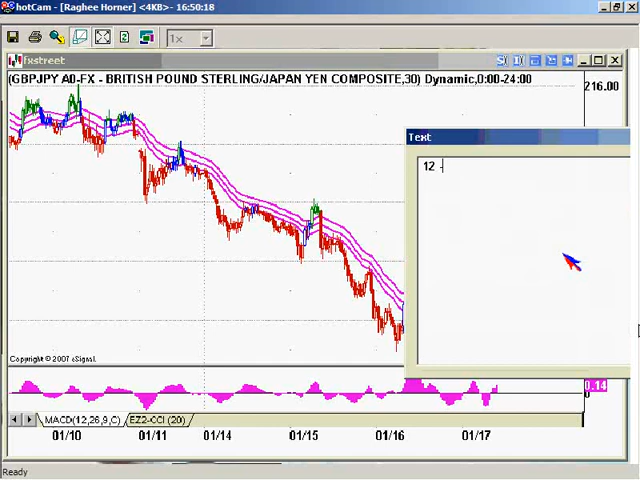 hotCam - [Raghee Horner] <4KB> - 16:50:18
1x
fxstreet
(GBPJPY A0-FX - BRITISH POUND STERLING/JAPAN YEN COMPOSITE,30) Dynamic,0:00-24:00
216.00
Text
12 -
Copyright © 2007 eSignal.
0.14
0
MACD(12,26,9,C) EZ2-CCI (20)
01/10 01/11 01/14 01/15 01/16 01/17
Ready